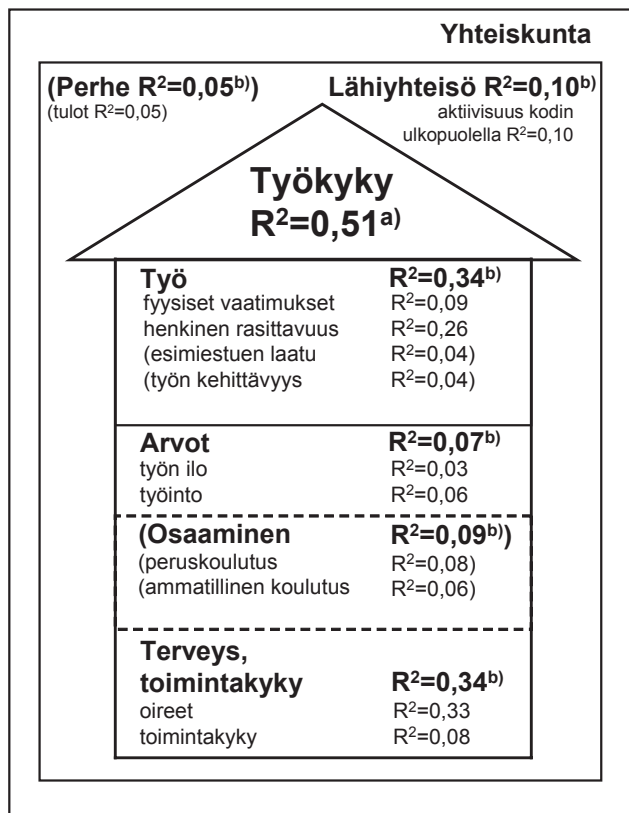 Yhteiskunta
(Perhe R²=0,05ᵇ⁾)
(tulot R²=0,05)
Lähiyhteisö R²=0,10ᵇ⁾
aktiivisuus kodin
ulkopuolella R²=0,10
Työkyky
R²=0,51ᵃ⁾
Työ R²=0,34ᵇ⁾
fyysiset vaatimukset R²=0,09
henkinen rasittavuus R²=0,26
(esimiestuen laatu R²=0,04)
(työn kehittävyys R²=0,04)
Arvot R²=0,07ᵇ⁾
työn ilo R²=0,03
työinto R²=0,06
(Osaaminen R²=0,09ᵇ⁾)
(peruskoulutus R²=0,08)
(ammatillinen koulutus R²=0,06)
Terveys,
toimintakyky R²=0,34ᵇ⁾
oireet R²=0,33
toimintakyky R²=0,08